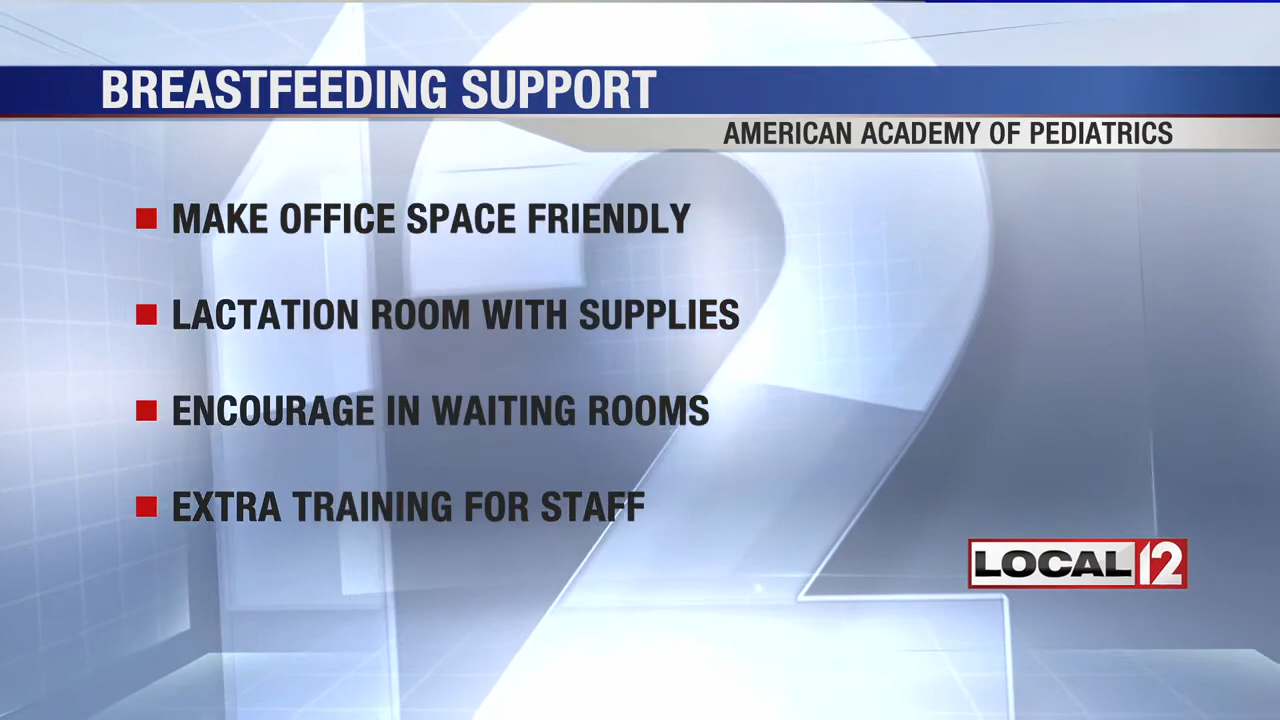 BREASTFEEDING SUPPORT
AMERICAN ACADEMY OF PEDIATRICS
MAKE OFFICE SPACE FRIENDLY
LACTATION ROOM WITH SUPPLIES
ENCOURAGE IN WAITING ROOMS
EXTRA TRAINING FOR STAFF
LOCAL 12
12